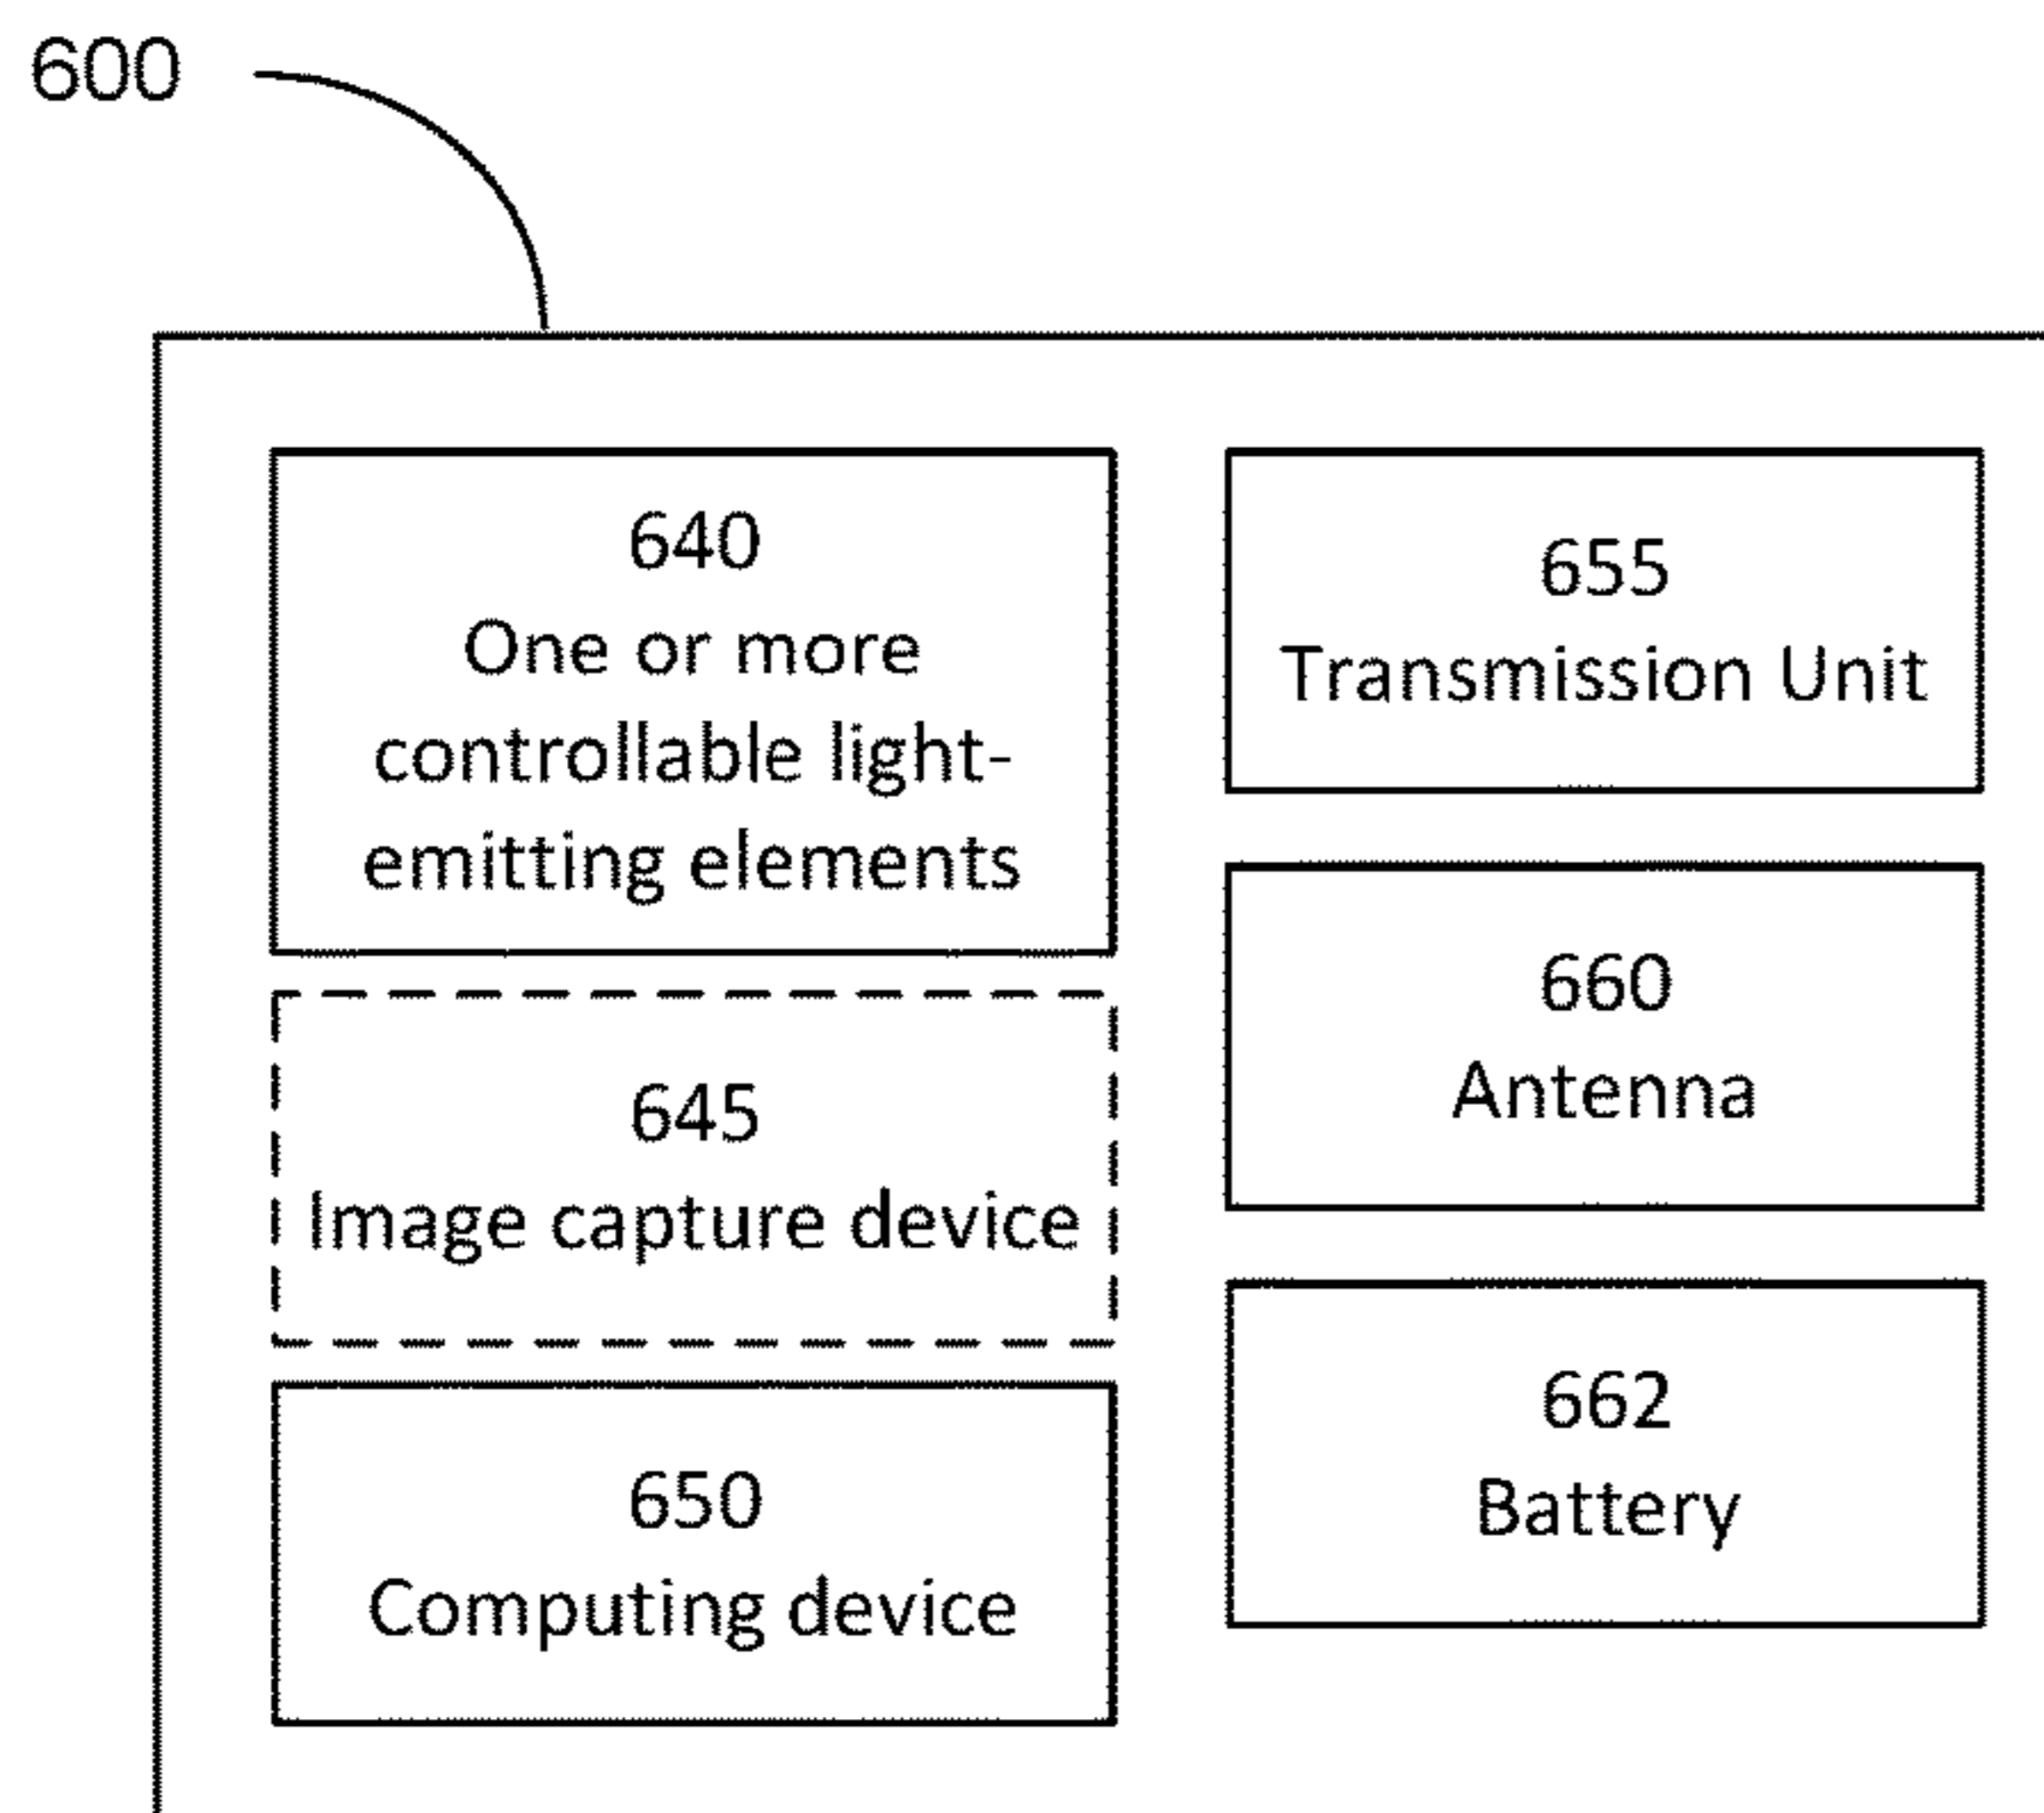 600
640
One or more
controllable light-
emitting elements
645
Image capture device
650
Computing device
655
Transmission Unit
660
Antenna
662
Battery